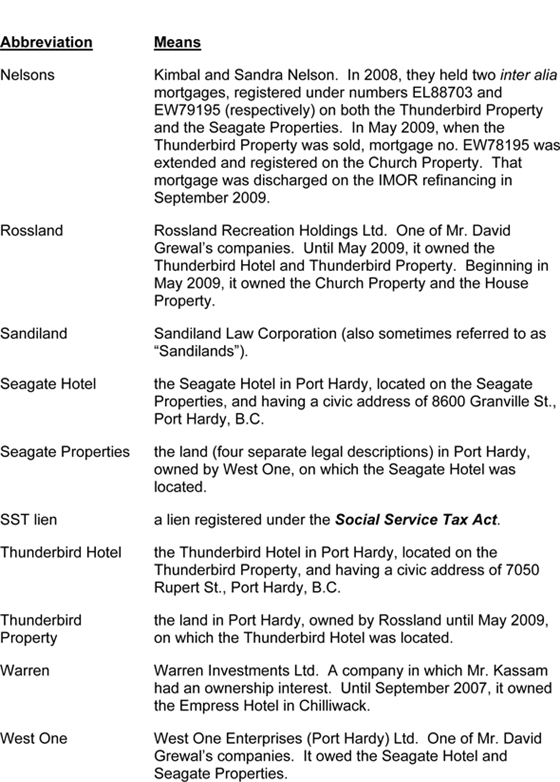 Abbreviation Means
Nelsons Kimbal and Sandra Nelson. In 2008, they held two inter alia
mortgages, registered under numbers EL88703 and
EW79195 (respectively) on both the Thunderbird Property
and the Seagate Properties. In May 2009, when the
Thunderbird Property was sold, mortgage no. EW78195 was
extended and registered on the Church Property. That
mortgage was discharged on the IMOR refinancing in
September 2009.
Rossland Rossland Recreation Holdings Ltd. One of Mr. David
Grewal's companies. Until May 2009, it owned the
Thunderbird Hotel and Thunderbird Property. Beginning in
May 2009, it owned the Church Property and the House
Property.
Sandiland Sandiland Law Corporation (also sometimes referred to as
“Sandilands”).
Seagate Hotel the Seagate Hotel in Port Hardy, located on the Seagate
Properties, and having a civic address of 8600 Granville St.,
Port Hardy, B.C.
Seagate Properties the land (four separate legal descriptions) in Port Hardy,
owned by West One, on which the Seagate Hotel was
located.
SST lien a lien registered under the Social Service Tax Act.
Thunderbird Hotel the Thunderbird Hotel in Port Hardy, located on the
Thunderbird Property, and having a civic address of 7050
Rupert St., Port Hardy, B.C.
Thunderbird the land in Port Hardy, owned by Rossland until May 2009,
Property on which the Thunderbird Hotel was located.
Warren Warren Investments Ltd. A company in which Mr. Kassam
had an ownership interest. Until September 2007, it owned
the Empress Hotel in Chilliwack.
West One West One Enterprises (Port Hardy) Ltd. One of Mr. David
Grewal's companies. It owed the Seagate Hotel and
Seagate Properties.